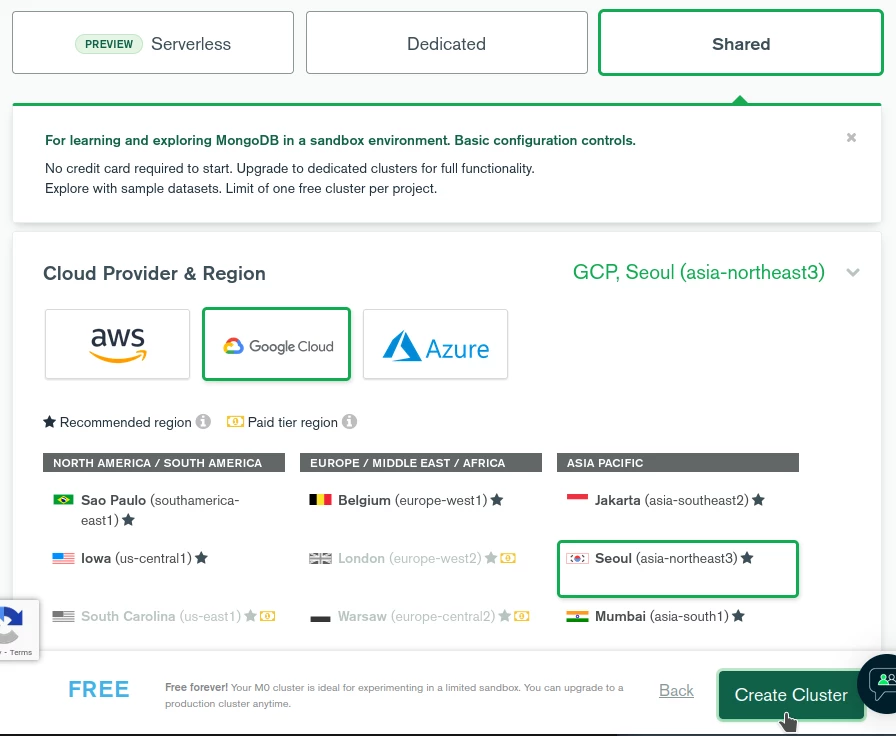 PREVIEW Serverless
Dedicated
Shared
For learning and exploring MongoDB in a sandbox environment. Basic configuration controls.
No credit card required to start. Upgrade to dedicated clusters for full functionality.
Explore with sample datasets. Limit of one free cluster per project.
Cloud Provider & Region
GCP, Seoul (asia-northeast3)
aws
Google Cloud
Azure
Recommended region
Paid tier region
NORTH AMERICA / SOUTH AMERICA
EUROPE / MIDDLE EAST / AFRICA
ASIA PACIFIC
Sao Paulo (southamerica-
east1)
Belgium (europe-west1)
Jakarta (asia-southeast2)
Iowa (us-central1)
London (europe-west2)
Seoul (asia-northeast3)
South Carolina (us-east1)
Warsaw (europe-central2)
Mumbai (asia-south1)
- Terms
FREE
Free forever! Your M0 cluster is ideal for experimenting in a limited sandbox. You can upgrade to a
production cluster anytime.
Back
Create Cluster